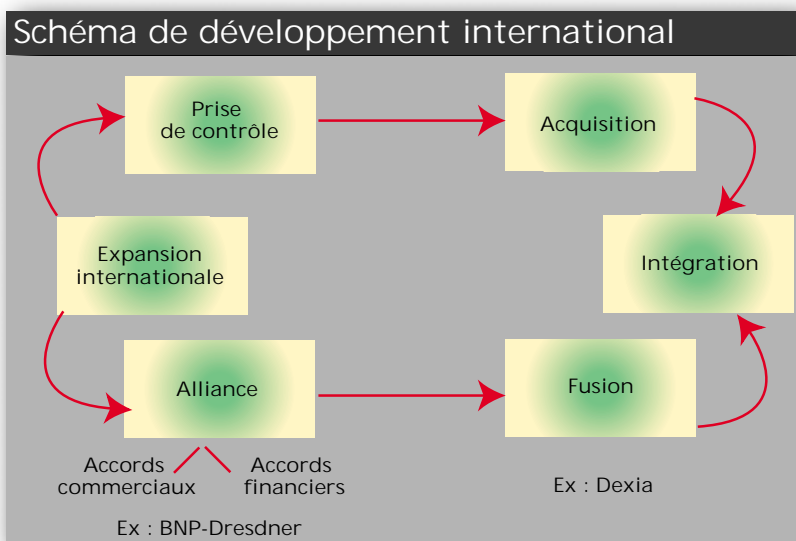 Schéma de développement international
Prise
de contrôle
Acquisition
Expansion
internationale
Intégration
Alliance
Fusion
Accords
commerciaux
Accords
financiers
Ex : Dexia
Ex : BNP-Dresdner